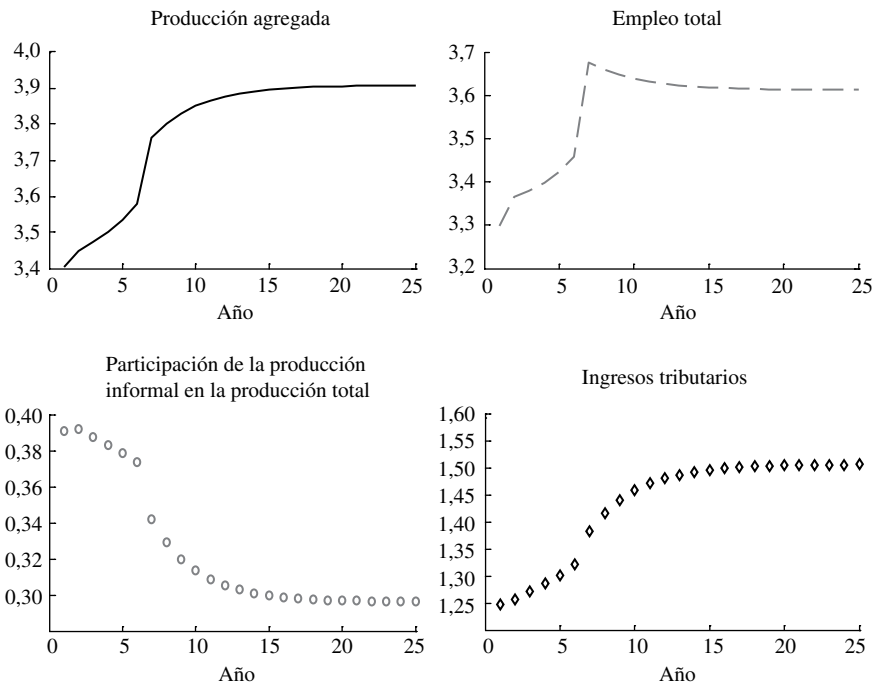 Producción agregada
4,0
3,9
3,8
3,7
3,6
3,5
3,4
0 5 10 15 20 25
Año
Empleo total
3,7
3,6
3,5
3,4
3,3
3,2
0 5 10 15 20 25
Año
Participación de la producción
informal en la producción total
0,40
0,38
0,36
0,34
0,32
0,30
0 5 10 15 20 25
Año
Ingresos tributarios
1,60
1,55
1,50
1,45
1,40
1,35
1,30
1,25
0 5 10 15 20 25
Año